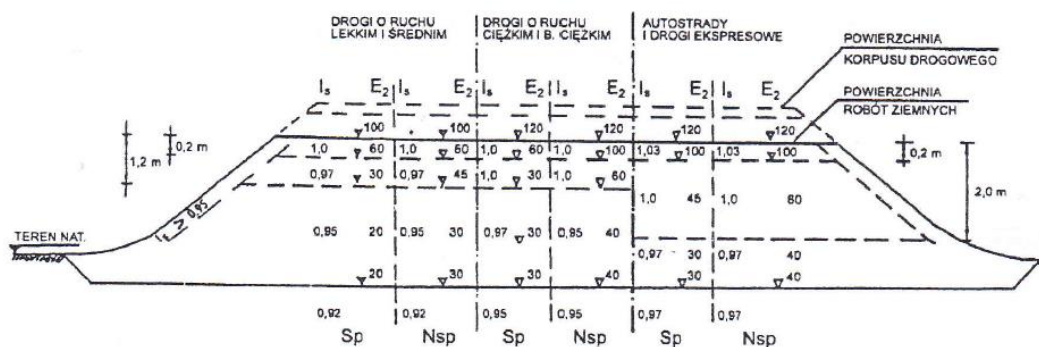 DROGI O RUCHU
LEKKIM I ŚREDNIM
DROGI O RUCHU
CIĘŻKIM I B. CIĘŻKIM
AUTOSTRADY
I DROGI EKSPRESOWE
POWIERZCHNIA
KORPUSU DROGOWEGO
POWIERZCHNIA
ROBÓT ZIEMNYCH
Is E2 Is E2 Is E2 Is E2 Is E2 Is E2
100 100 120 120 120 120
1,2 m 0,2 m 1,0 60 1,0 60 1,0 60 1,0 100 1,03 100 1,03 100 0,2 m
0,97 30 0,97 45 1,0 30 1,0 60
1,0 45 1,0 60 2,0 m
Is ≥ 0,95
TEREN NAT. 0,95 20 0,95 30 0,97 30 0,95 40
0,97 30 0,97 40
20 30 30 40 30 40
0,92 0,92 0,95 0,95 0,97 0,97
Sp Nsp Sp Nsp Sp Nsp